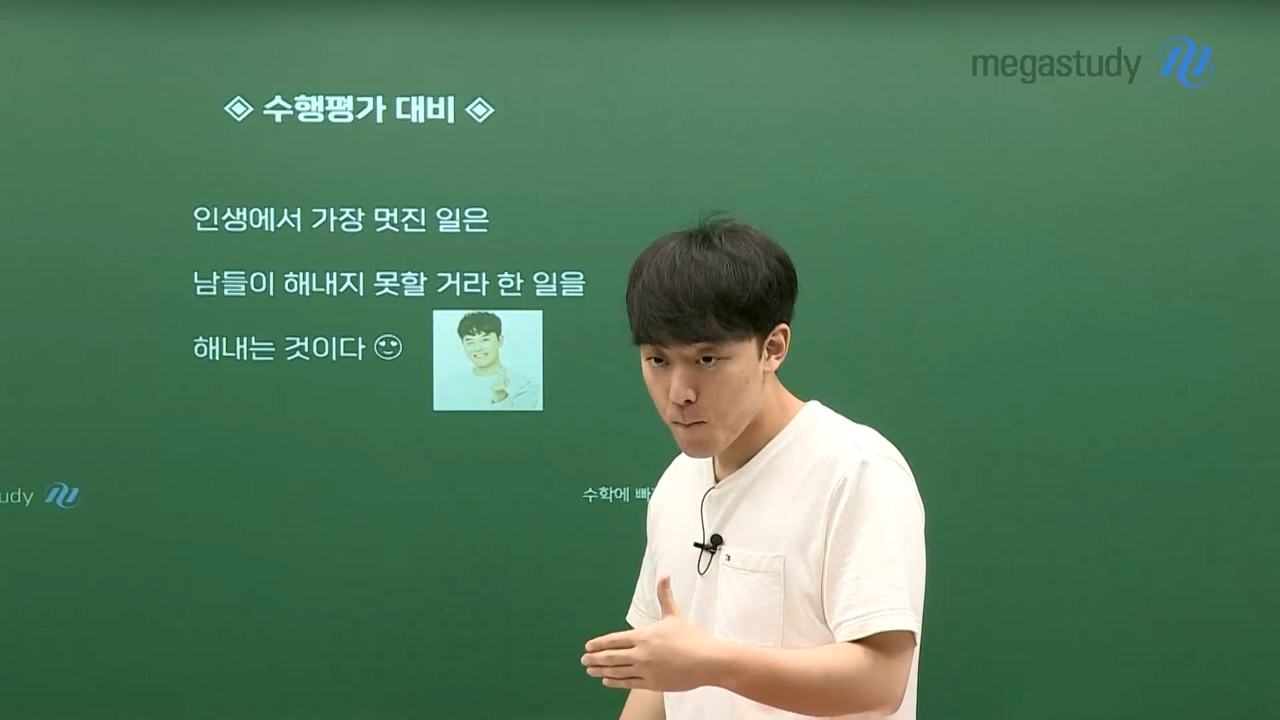 megastudy
◈ 수행평가 대비 ◈
인생에서 가장 멋진 일은
남들이 해내지 못할 거라 한 일을
해내는 것이다 😍
udy
수학에